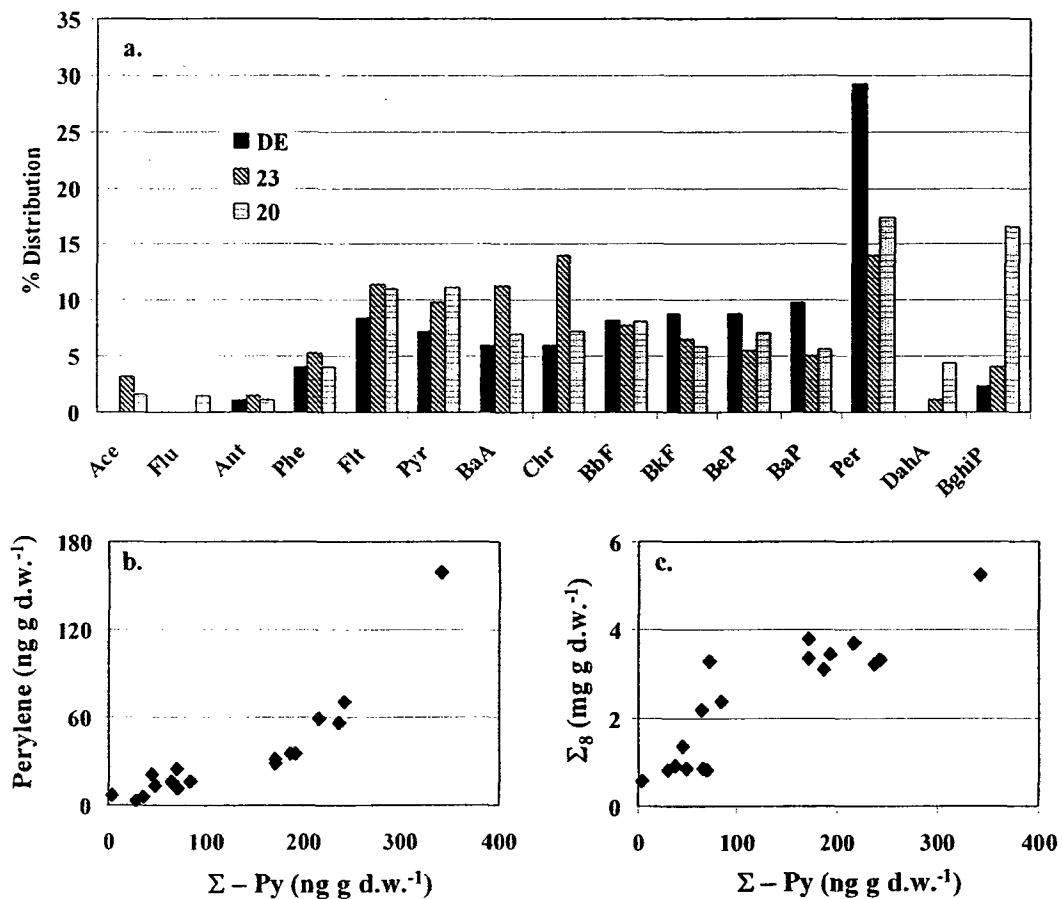 a.
35
30
25
20
15
10
5
0
% Distribution
DE
23
20
Ace
Flu
Ant
Phe
Flt
Pyr
BaA
Chr
BbF
BkF
BeP
BaP
Per
DahA
BghiP
b.
180
120
60
0
Perylene (ng g d.w.⁻¹)
0 100 200 300 400
Σ – Py (ng g d.w.⁻¹)
c.
6
4
2
0
Σ₈ (mg g d.w.⁻¹)
0 100 200 300 400
Σ – Py (ng g d.w.⁻¹)